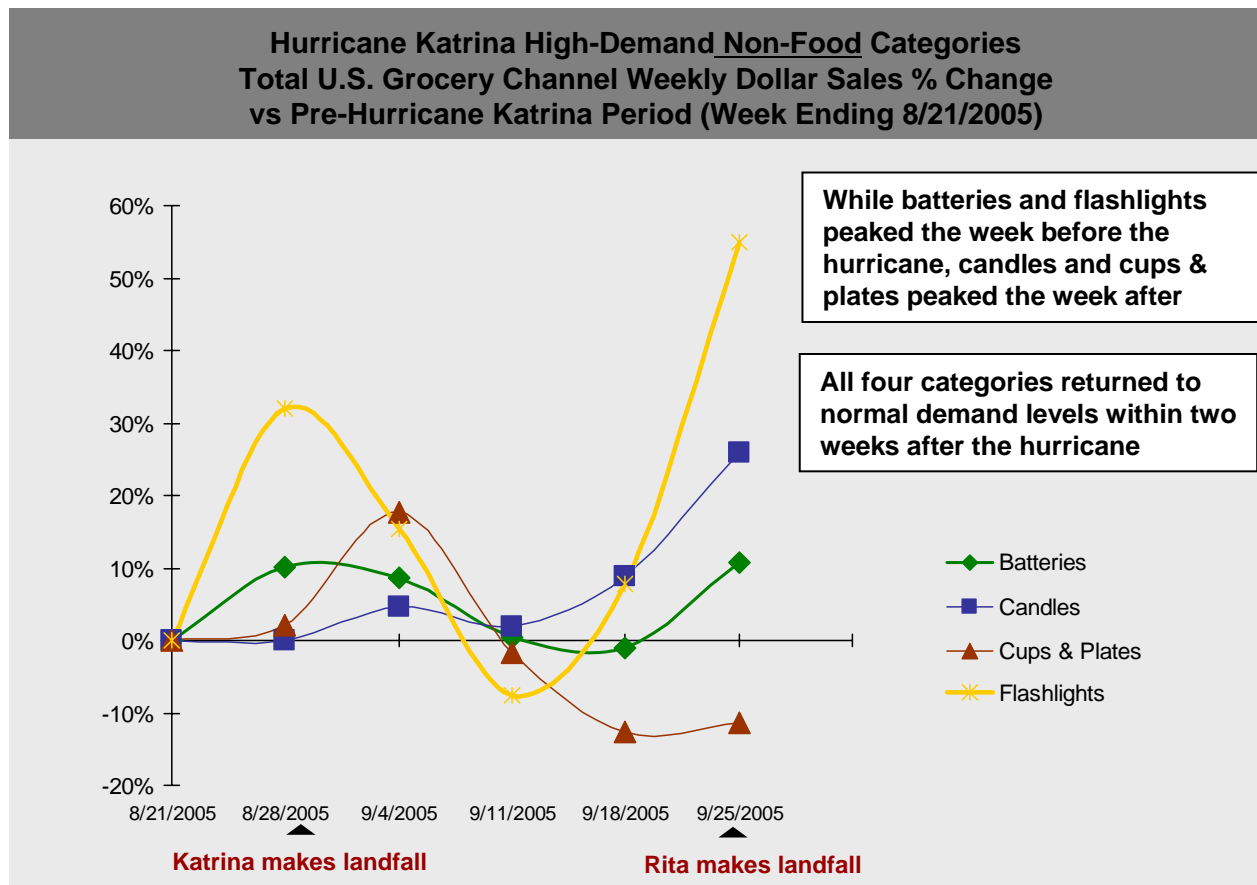 Hurricane Katrina High-Demand Non-Food Categories
Total U.S. Grocery Channel Weekly Dollar Sales % Change
vs Pre-Hurricane Katrina Period (Week Ending 8/21/2005)
While batteries and flashlights
peaked the week before the
hurricane, candles and cups &
plates peaked the week after
All four categories returned to
normal demand levels within two
weeks after the hurricane
60%
50%
40%
30%
20%
10%
0%
-10%
-20%
Batteries
Candles
Cups & Plates
Flashlights
8/21/2005 8/28/2005 9/4/2005 9/11/2005 9/18/2005 9/25/2005
Katrina makes landfall Rita makes landfall